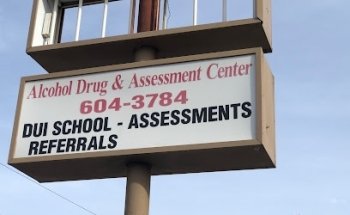 Alcohol Drug & Assessment Center
604-3784
DUI SCHOOL - ASSESSMENTS
REFERRALS